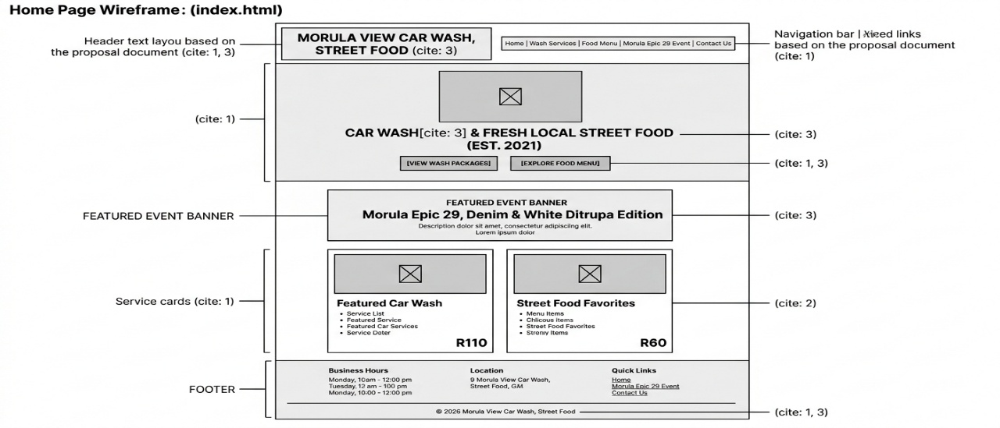 Home Page Wireframe: (index.html)
Header text layou based on
the proposal document (cite: 1, 3)
MORULA VIEW CAR WASH,
STREET FOOD (cite: 3)
Home | Wash Services | Food Menu | Morula Epic 29 Event | Contact Us
Navigation bar | links
based on the proposal document
(cite: 1)
(cite: 1)
CAR WASH[cite: 3] & FRESH LOCAL STREET FOOD
(EST. 2021)
(cite: 3)
[VIEW WASH PACKAGES]
[EXPLORE FOOD MENU]
(cite: 1, 3)
FEATURED EVENT BANNER
FEATURED EVENT BANNER
Morula Epic 29, Denim & White Ditrupa Edition
Description dolor sit amet, consectetur adipisciing elit.
Lorem ipsum dolor
(cite: 3)
Service cards (cite: 1)
Featured Car Wash
• Service List
• Featured Service
• Featured Car Services
• Service Doter
R110
Street Food Favorites
• Menu Items
• Chlicous Items
• Street Food Favorites
• Items
R60
(cite: 2)
FOOTER
Business Hours
Monday, 10am - 12:00 pm
Tuesday, 12 am - 100 pm
Monday, 10:00 - 12:00 pm
Location
9 Morula View Car Wash,
Street Food, GM
Quick Links
Home
Morula Epic 29 Event
Contact Us
© 2026 Morula View Car Wash, Street Food
(cite: 1, 3)